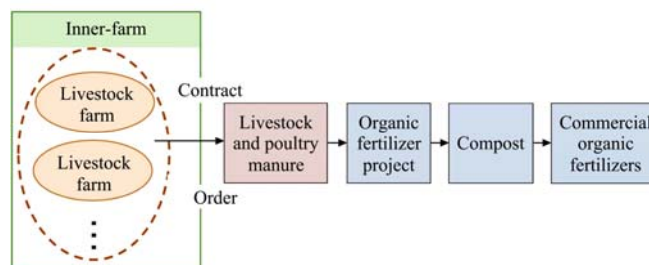 Inner-farm
Livestock
farm
Livestock
farm
Contract
Order
Livestock
and poultry
manure
Organic
fertilizer
project
Compost
Commercial
organic
fertilizers